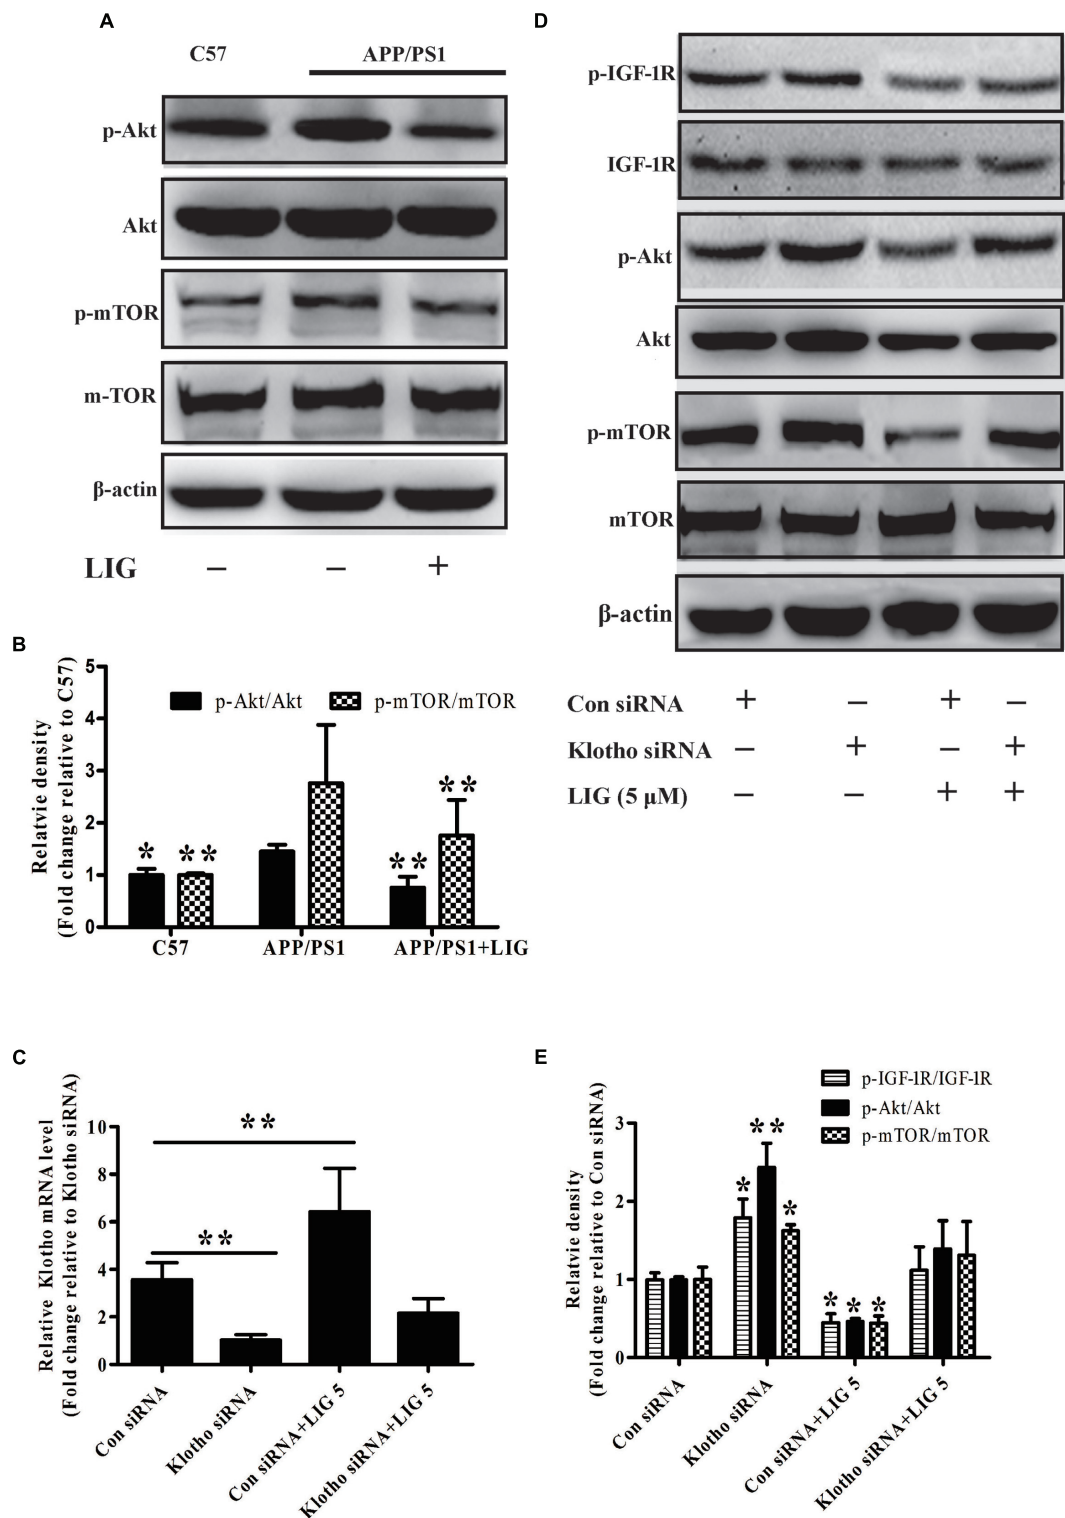 A
C57 APP/PS1
p-Akt
Akt
p-mTOR
m-TOR
β-actin
LIG − − +
B
Relatvie density
(Fold change relative to C57)
5
4
3
2
1
0
p-Akt/Akt p-mTOR/mTOR
* ** ** **
C57 APP/PS1 APP/PS1+LIG
C
Relative Klotho mRNA level
(Fold change relative to Klotho siRNA)
10
8
6
4
2
0
**
**
Con siRNA
Klotho siRNA
Con siRNA+LIG 5
Klotho siRNA+LIG 5
D
p-IGF-1R
IGF-1R
p-Akt
Akt
p-mTOR
mTOR
β-actin
Con siRNA + − + −
Klotho siRNA − + − +
LIG (5 μM) − − + +
E
p-IGF-1R/IGF-1R
p-Akt/Akt
p-mTOR/mTOR
Relatvie density
(Fold change relative to Con siRNA)
3
2
1
0
* ** * * * *
Con siRNA
Klotho siRNA
Con siRNA+LIG 5
Klotho siRNA+LIG 5